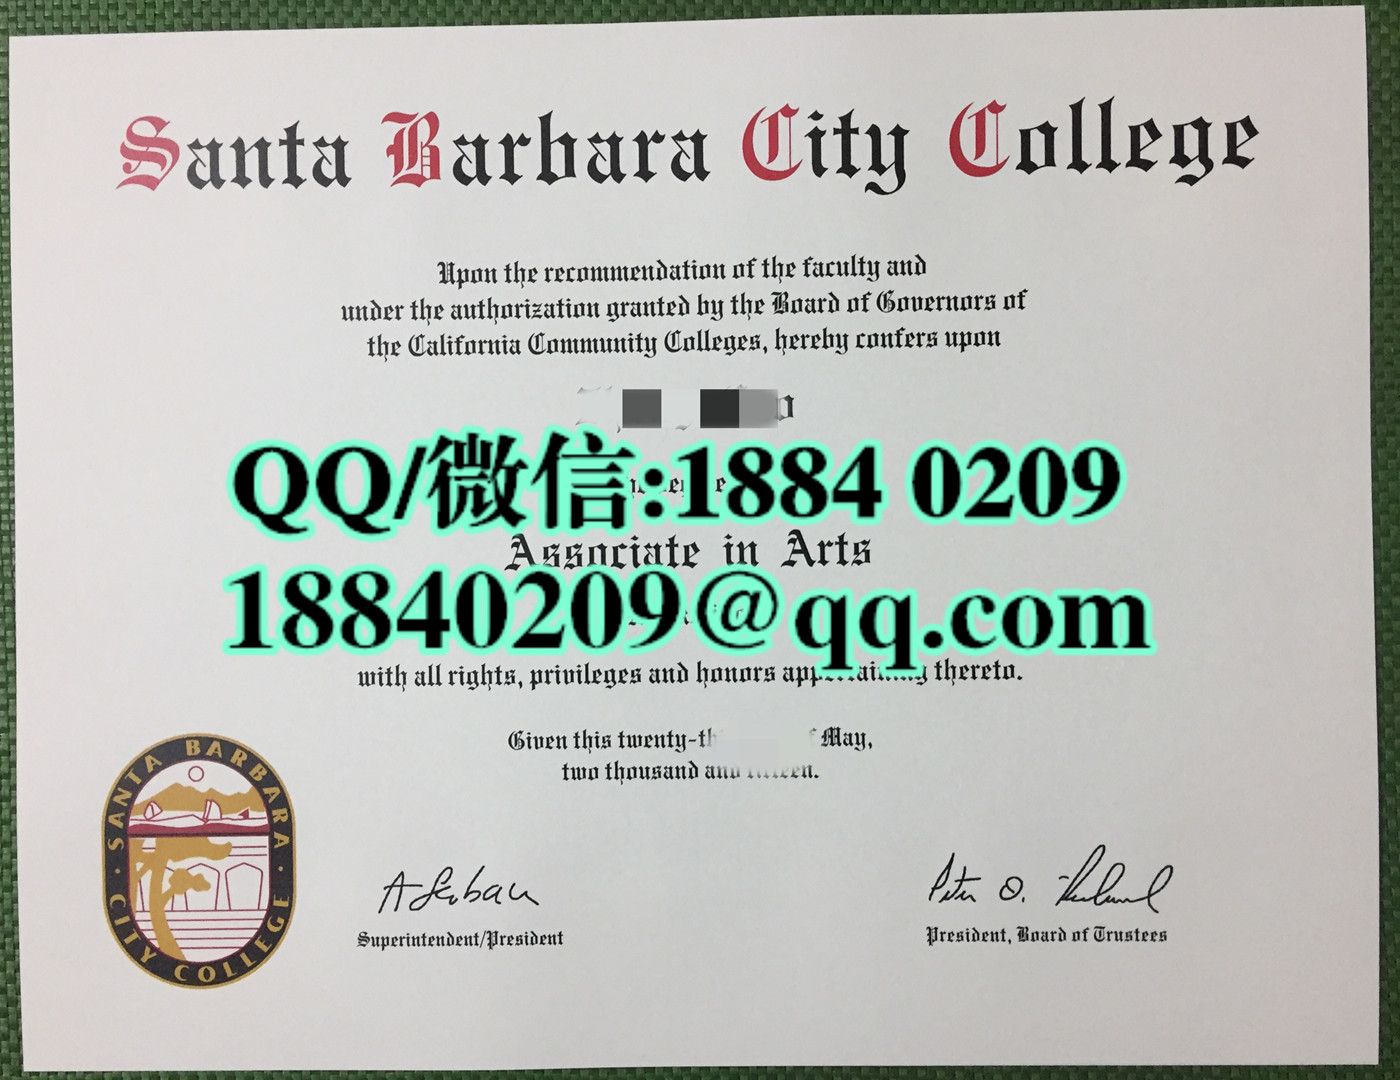 Santa Barbara City College
Upon the recommendation of the faculty and
under the authorization granted by the Board of Governors of
the California Community Colleges, hereby confers upon
QQ/微信:1884 0209
Associate in Arts
18840209@qq.com
with all rights, privileges and honors thereto.
Given this May,
two thousand and
SANTA BARBARA CITY COLLEGE
Superintendent/President
Peter O.
President, Board of Trustees